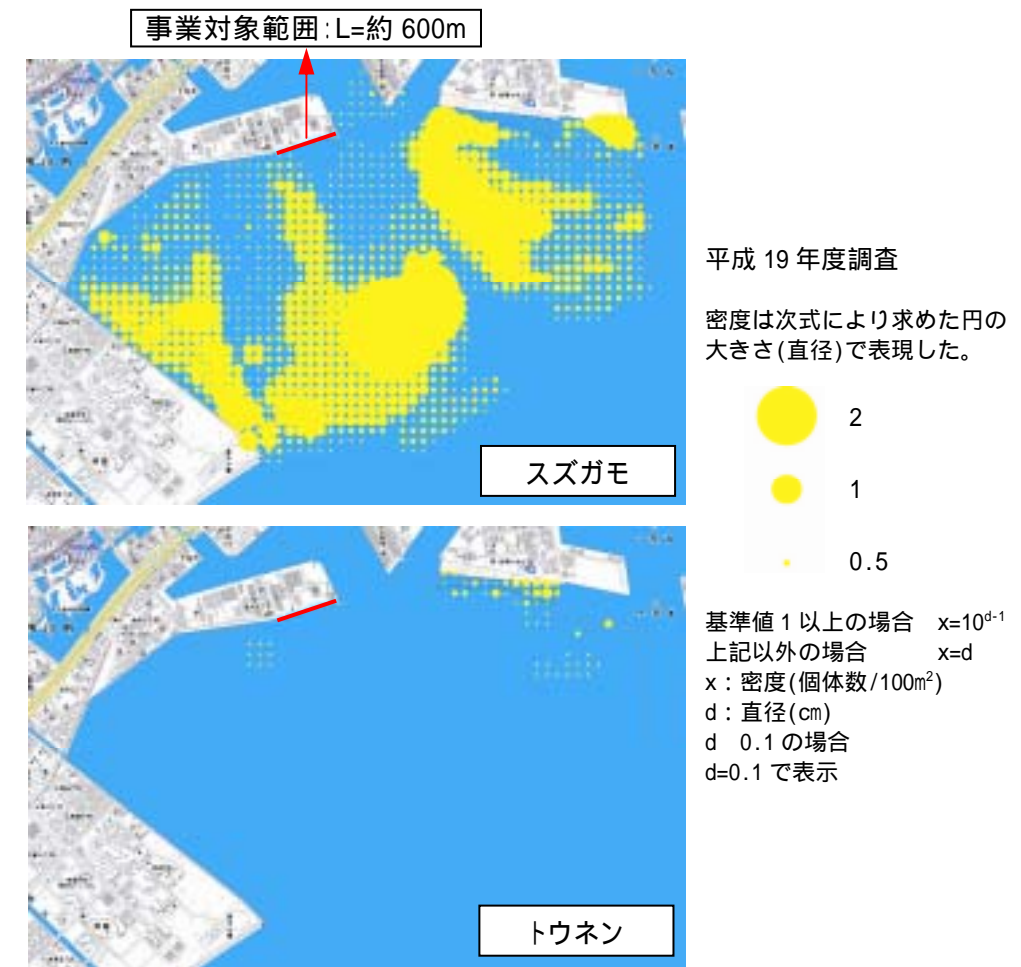 事業対象範囲:L=約 600m
スズガモ
平成 19 年度調査
密度は次式により求めた円の
大きさ(直径)で表現した。
2
1
0.5
基準値 1 以上の場合 x=10^d-1
上記以外の場合 x=d
x:密度(個体数/100㎡)
d:直径(㎝)
d 0.1 の場合
d=0.1 で表示
トウネン